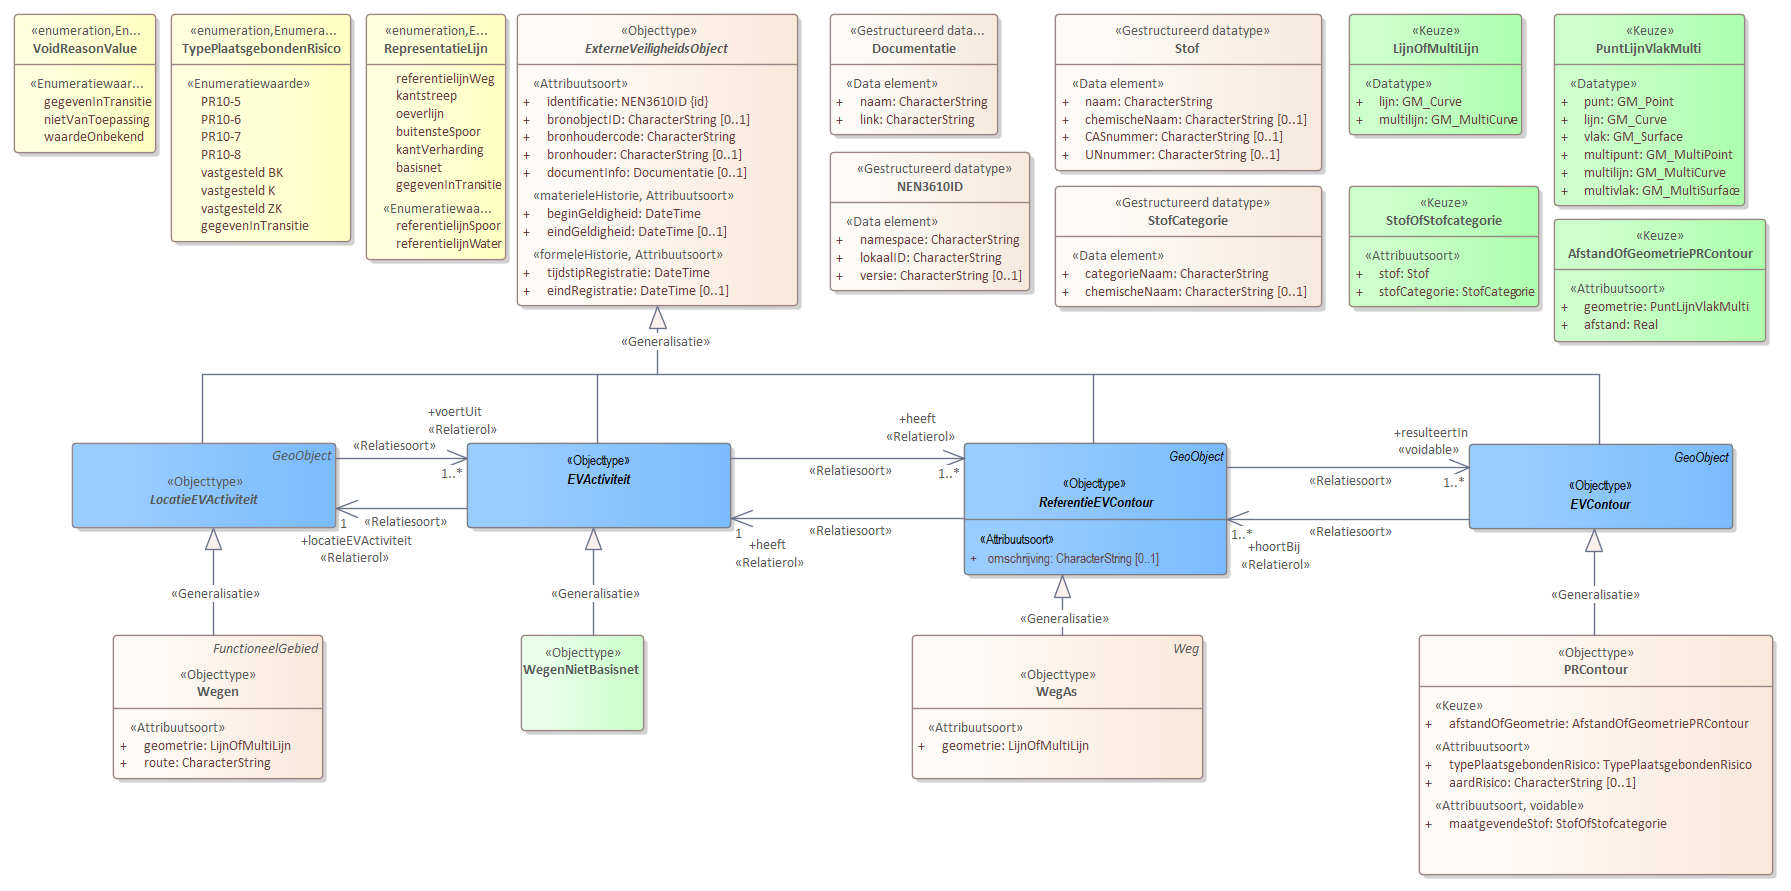 «enumeration,En...
VoidReasonValue
«Enumeratiewaar...
gegevenInTransitie
nietVanToepassing
waardeOnbekend
«enumeration,Enumera...
TypePlaatsgebondenRisico
«Enumeratiewaarde»
PR10-5
PR10-6
PR10-7
PR10-8
vastgesteld BK
vastgesteld K
vastgesteld ZK
gegevenInTransitie
«enumeration,E...
RepresentatieLijn
referentielijnWeg
kantstreep
oeverlijn
buitensteSpoor
kantVerharding
basisnet
gegevenInTransitie
«Enumeratiewaa...
referentielijnSpoor
referentielijnWater
«Objecttype»
ExterneVeiligheidsObject
«Attribuutsoort»
+ identificatie: NEN3610ID {id}
+ bronobjectID: CharacterString [0..1]
+ bronhoudercode: CharacterString
+ bronhouder: CharacterString [0..1]
+ documentInfo: Documentatie [0..1]
«materieleHistorie, Attribuutsoort»
+ beginGeldigheid: DateTime
+ eindGeldigheid: DateTime [0..1]
«formeleHistorie, Attribuutsoort»
+ tijdstipRegistratie: DateTime
+ eindRegistratie: DateTime [0..1]
«Gestructureerd data...
Documentatie
«Data element»
+ naam: CharacterString
+ link: CharacterString
«Gestructureerd datatype»
NEN3610ID
«Data element»
+ namespace: CharacterString
+ lokaalID: CharacterString
+ versie: CharacterString [0..1]
«Gestructureerd datatype»
Stof
«Data element»
+ naam: CharacterString
+ chemischeNaam: CharacterString [0..1]
+ CASnummer: CharacterString [0..1]
+ UNnummer: CharacterString [0..1]
«Gestructureerd datatype»
StofCategorie
«Data element»
+ categorieNaam: CharacterString
+ chemischeNaam: CharacterString [0..1]
«Keuze»
LijnOfMultiLijn
«Datatype»
+ lijn: GM_Curve
+ multilijn: GM_MultiCurve
«Keuze»
StofOfStofcategorie
«Attribuutsoort»
+ stof: Stof
+ stofCategorie: StofCategorie
«Keuze»
PuntLijnVlakMulti
«Datatype»
+ punt: GM_Point
+ lijn: GM_Curve
+ vlak: GM_Surface
+ multipunt: GM_MultiPoint
+ multilijn: GM_MultiCurve
+ multivlak: GM_MultiSurface
«Keuze»
AfstandOfGeometriePRContour
«Attribuutsoort»
+ geometrie: PuntLijnVlakMulti
+ afstand: Real
«Generalisatie»
GeoObject
«Objecttype»
LocatieEVActiviteit
+voertUit
«Relatierol»
«Relatiesoort»
1..*
«Relatiesoort»
1
+locatieEVActiviteit
«Relatierol»
«Objecttype»
EVActiviteit
+heeft
«Relatierol»
«Relatiesoort»
1..*
«Relatiesoort»
1
+heeft
«Relatierol»
GeoObject
«Objecttype»
ReferentieEVContour
«Attribuutsoort»
+ omschrijving: CharacterString [0..1]
+resulteertIn
«voidable»
«Relatiesoort»
1..*
«Relatiesoort»
1..*
+hoortBij
«Relatierol»
GeoObject
«Objecttype»
EVContour
«Generalisatie»
«Generalisatie»
«Generalisatie»
«Generalisatie»
FunctioneelGebied
«Objecttype»
Wegen
«Attribuutsoort»
+ geometrie: LijnOfMultiLijn
+ route: CharacterString
«Objecttype»
WegenNietBasisnet
Weg
«Objecttype»
WegAs
«Attribuutsoort»
+ geometrie: LijnOfMultiLijn
«Objecttype»
PRContour
«Keuze»
+ afstandOfGeometrie: AfstandOfGeometriePRContour
«Attribuutsoort»
+ typePlaatsgebondenRisico: TypePlaatsgebondenRisico
+ aardRisico: CharacterString [0..1]
«Attribuutsoort, voidable»
+ maatgevendeStof: StofOfStofcategorie